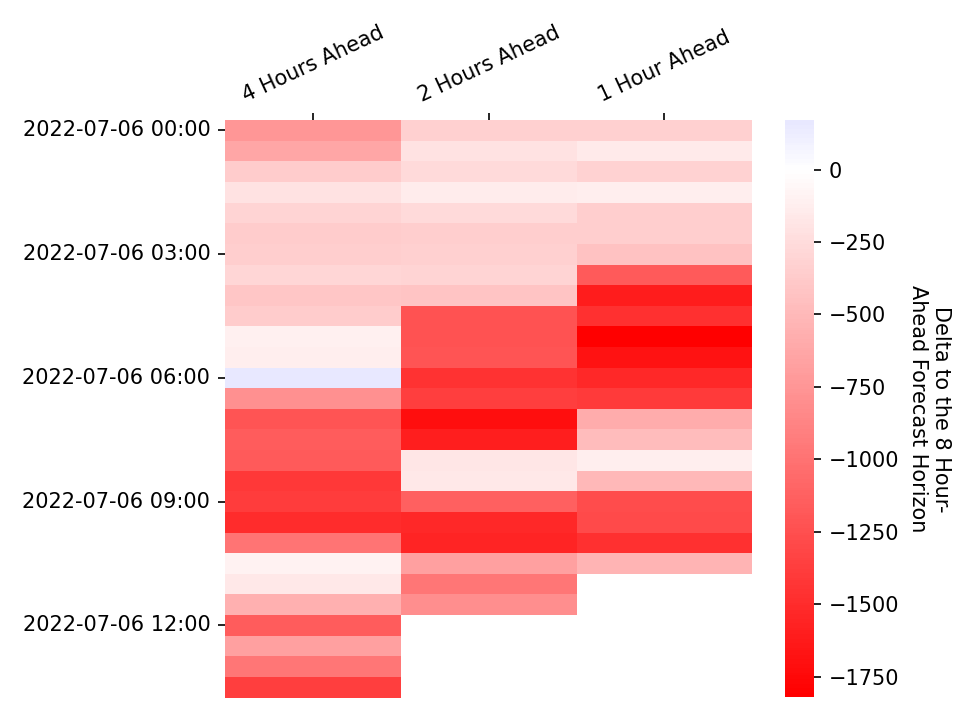 4 Hours Ahead
2 Hours Ahead
1 Hour Ahead
2022-07-06 00:00
2022-07-06 03:00
2022-07-06 06:00
2022-07-06 09:00
2022-07-06 12:00
0
−250
−500
−750
−1000
−1250
−1500
−1750
Delta to the 8 Hour-
Ahead Forecast Horizon